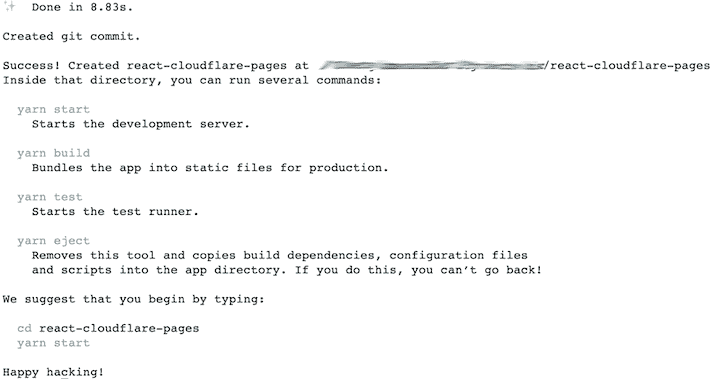 Done in 8.83s.
Created git commit.
Success! Created react-cloudflare-pages at /react-cloudflare-pages
Inside that directory, you can run several commands:
yarn start
Starts the development server.
yarn build
Bundles the app into static files for production.
yarn test
Starts the test runner.
yarn eject
Removes this tool and copies build dependencies, configuration files
and scripts into the app directory. If you do this, you can’t go back!
We suggest that you begin by typing:
cd react-cloudflare-pages
yarn start
Happy hacking!